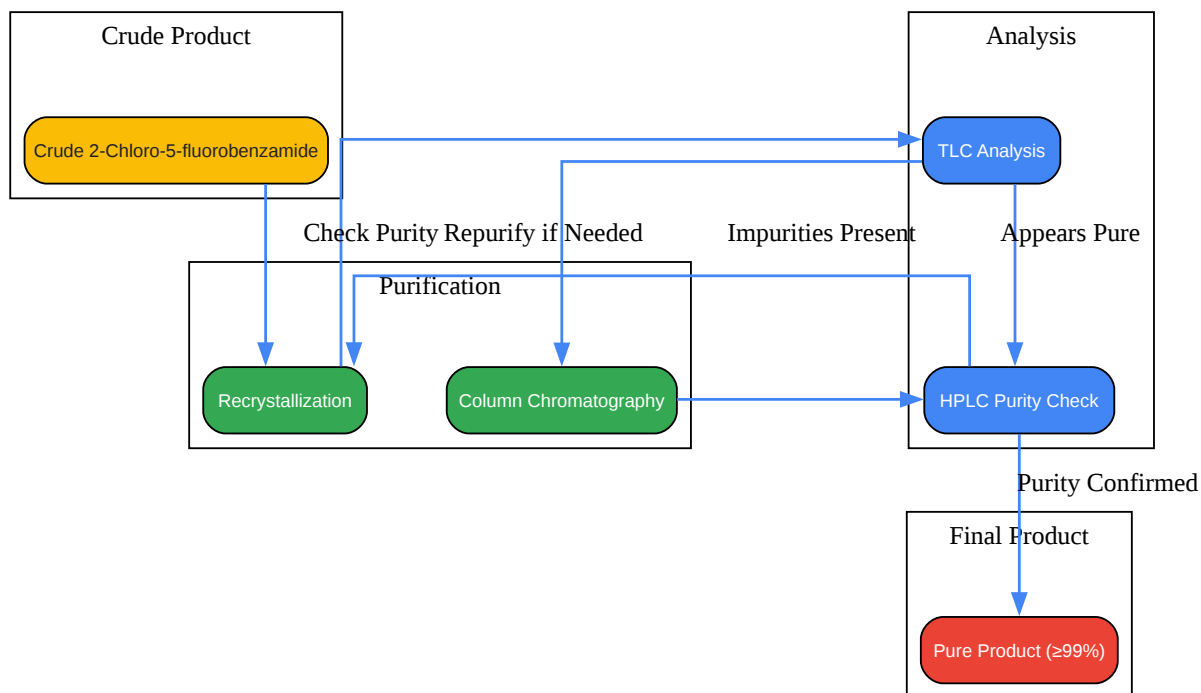 Crude Product
Analysis
Crude 2-Chloro-5-fluorobenzamide
TLC Analysis
Check Purity
Repurify if Needed
Impurities Present
Appears Pure
Purification
Recrystallization
Column Chromatography
HPLC Purity Check
Purity Confirmed
Final Product
Pure Product (≥99%)